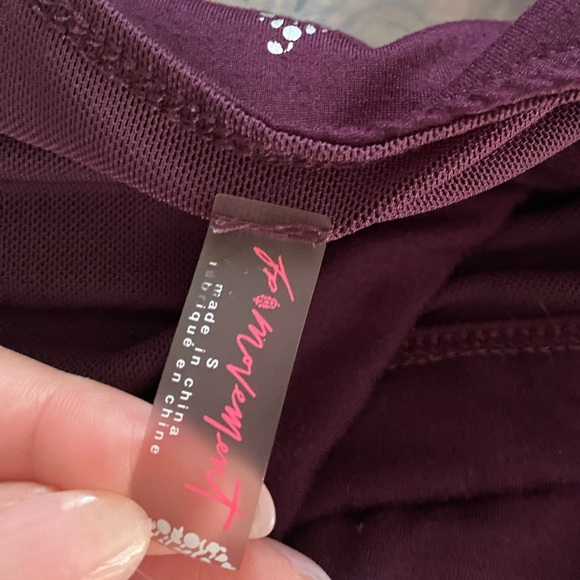 fp movement
S
made in china
fabriqué en chine